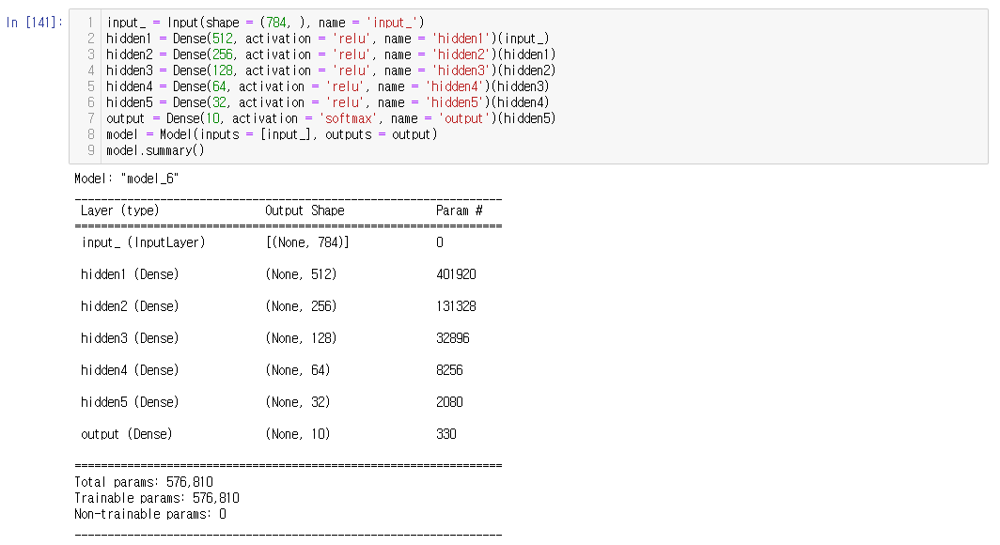 In [141]:
1 input_ = Input(shape = (784, ), name = 'input_')
2 hidden1 = Dense(512, activation = 'relu', name = 'hidden1')(input_)
3 hidden2 = Dense(256, activation = 'relu', name = 'hidden2')(hidden1)
4 hidden3 = Dense(128, activation = 'relu', name = 'hidden3')(hidden2)
5 hidden4 = Dense(64, activation = 'relu', name = 'hidden4')(hidden3)
6 hidden5 = Dense(32, activation = 'relu', name = 'hidden5')(hidden4)
7 output = Dense(10, activation = 'softmax', name = 'output')(hidden5)
8 model = Model(inputs = [input_], outputs = output)
9 model.summary()
Model: "model_6"
_________________________________________________________________
Layer (type) Output Shape Param #
=================================================================
input_ (InputLayer) [(None, 784)] 0
hidden1 (Dense) (None, 512) 401920
hidden2 (Dense) (None, 256) 131328
hidden3 (Dense) (None, 128) 32896
hidden4 (Dense) (None, 64) 8256
hidden5 (Dense) (None, 32) 2080
output (Dense) (None, 10) 330
=================================================================
Total params: 576,810
Trainable params: 576,810
Non-trainable params: 0
_________________________________________________________________